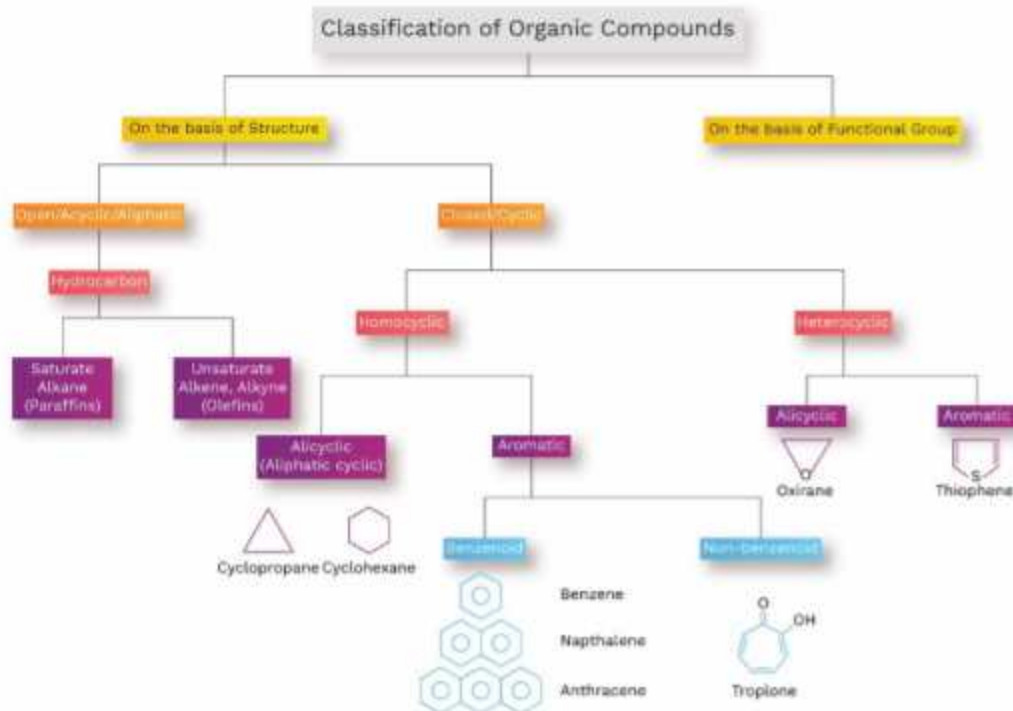 Classification of Organic Compounds
On the basis of Structure
On the basis of Functional Group
Open/Acyclic/Aliphatic
Closed/Cyclic
Hydrocarbon
Homocyclic
Heterocyclic
Saturate
Alkane
(Paraffins)
Unsaturate
Alkene, Alkyne
(Olefins)
Alicyclic
(Aliphatic cyclic)
Aromatic
Alicyclic
Aromatic
O
Oxirane
S
Thiophene
Cyclopropane
Cyclohexane
Benzenoid
Non-benzenoid
Benzene
Napthalene
Anthracene
O
OH
Troplone